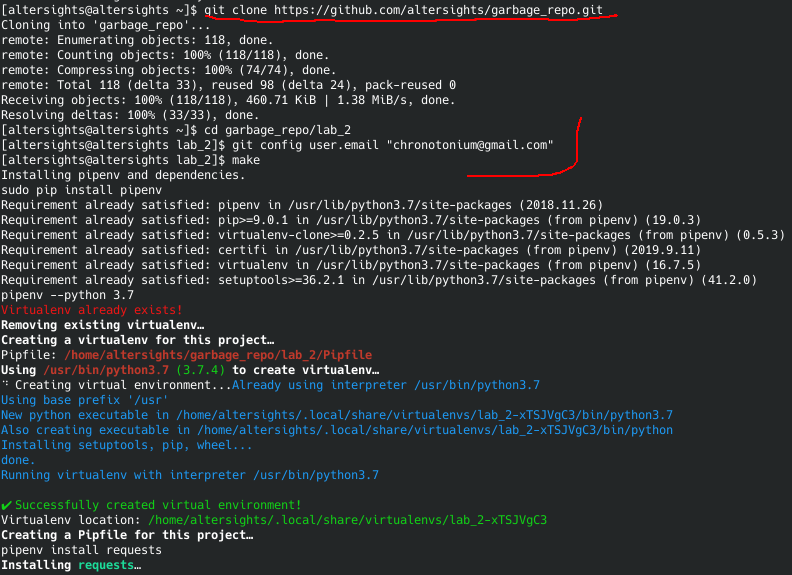 [altersights@altersights ~]$ git clone https://github.com/altersights/garbage_repo.git
Cloning into 'garbage_repo'...
remote: Enumerating objects: 118, done.
remote: Counting objects: 100% (118/118), done.
remote: Compressing objects: 100% (74/74), done.
remote: Total 118 (delta 33), reused 98 (delta 24), pack-reused 0
Receiving objects: 100% (118/118), 460.71 KiB | 1.38 MiB/s, done.
Resolving deltas: 100% (33/33), done.
[altersights@altersights ~]$ cd garbage_repo/lab_2
[altersights@altersights lab_2]$ git config user.email "chronotonium@gmail.com"
[altersights@altersights lab_2]$ make
Installing pipenv and dependencies.
sudo pip install pipenv
Requirement already satisfied: pipenv in /usr/lib/python3.7/site-packages (2018.11.26)
Requirement already satisfied: pip>=9.0.1 in /usr/lib/python3.7/site-packages (from pipenv) (19.0.3)
Requirement already satisfied: virtualenv-clone>=0.2.5 in /usr/lib/python3.7/site-packages (from pipenv) (0.5.3)
Requirement already satisfied: certifi in /usr/lib/python3.7/site-packages (from pipenv) (2019.9.11)
Requirement already satisfied: virtualenv in /usr/lib/python3.7/site-packages (from pipenv) (16.7.5)
Requirement already satisfied: setuptools>=36.2.1 in /usr/lib/python3.7/site-packages (from pipenv) (41.2.0)
pipenv --python 3.7
Virtualenv already exists!
Removing existing virtualenv…
Creating a virtualenv for this project…
Pipfile: /home/altersights/garbage_repo/lab_2/Pipfile
Using /usr/bin/python3.7 (3.7.4) to create virtualenv…
⠙ Creating virtual environment...Already using interpreter /usr/bin/python3.7
Using base prefix '/usr'
New python executable in /home/altersights/.local/share/virtualenvs/lab_2-xTSJVgC3/bin/python3.7
Also creating executable in /home/altersights/.local/share/virtualenvs/lab_2-xTSJVgC3/bin/python
Installing setuptools, pip, wheel...
done.
Running virtualenv with interpreter /usr/bin/python3.7
✔ Successfully created virtual environment!
Virtualenv location: /home/altersights/.local/share/virtualenvs/lab_2-xTSJVgC3
Creating a Pipfile for this project…
pipenv install requests
Installing requests…